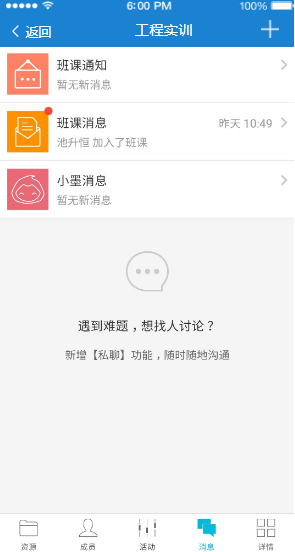 6:00 PM
100%
返回
工程实训
班课通知
暂无新消息
班课消息
昨天 10:49
池升恒 加入了班课
小墨消息
暂无新消息
遇到难题，想找人讨论？
新增【私聊】功能，随时随地沟通
资源
成员
活动
消息
详情